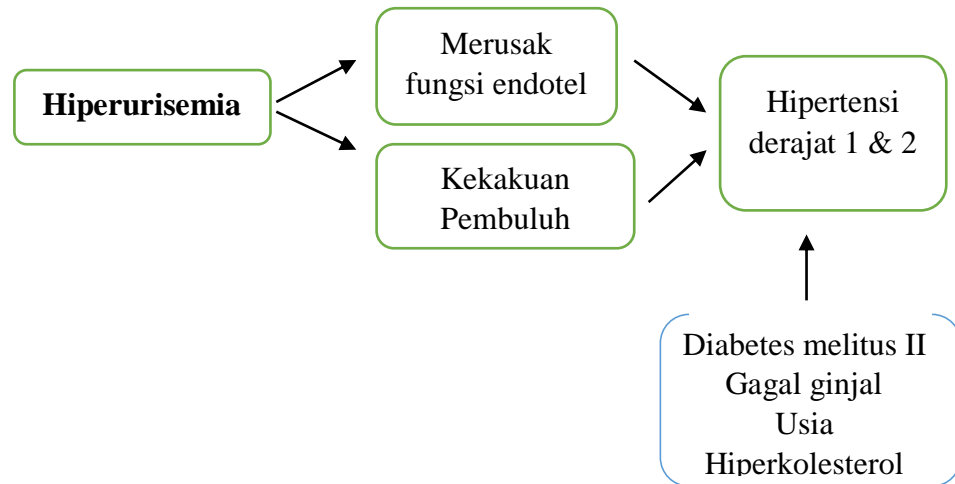 Merusak
fungsi endotel
Hiperurisemia
Hipertensi
derajat 1 & 2
Kekakuan
Pembuluh
Diabetes melitus II
Gagal ginjal
Usia
Hiperkolesterol